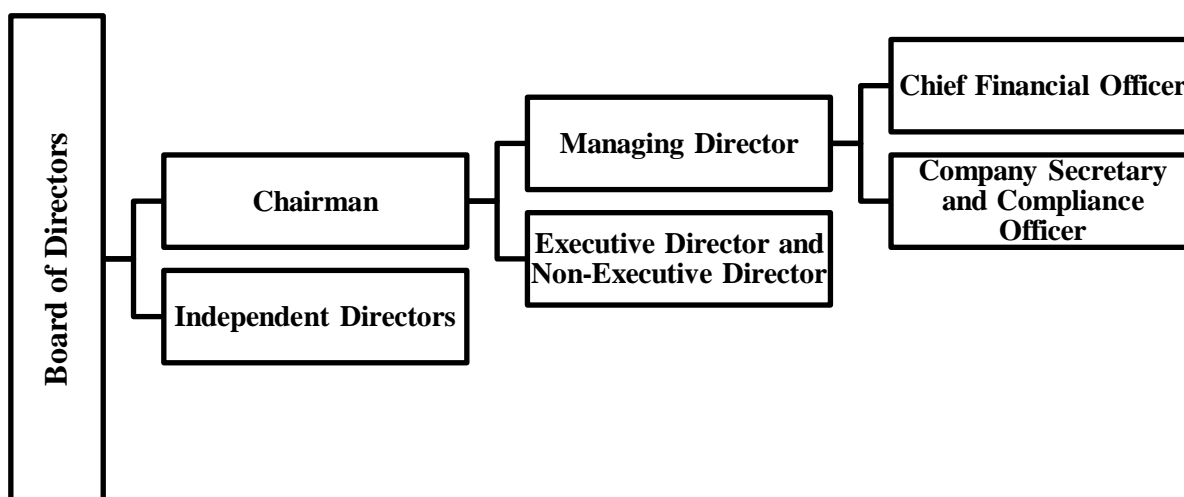 Board of Directors
Chairman
Independent Directors
Managing Director
Executive Director and
Non-Executive Director
Chief Financial Officer
Company Secretary
and Compliance
Officer